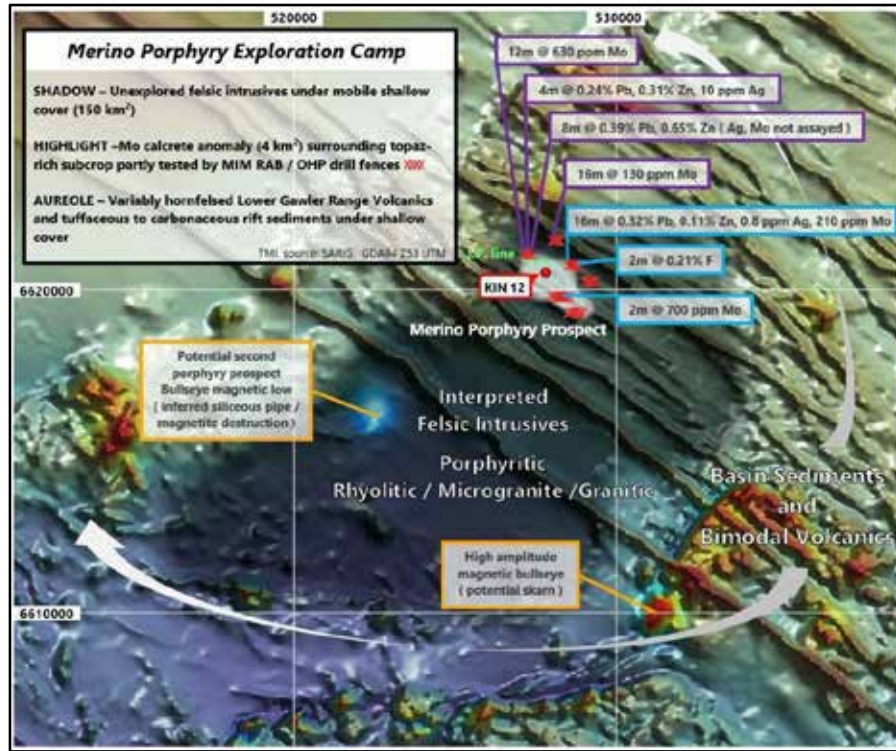 520000
530000
Merino Porphyry Exploration Camp
SHADOW – Unexplored felsic intrusives under mobile shallow
cover (150 km²)
HIGHLIGHT –Mo calcrete anomaly (4 km²) surrounding topaz-
rich subcrop partly tested by MIM RAB / OHP drill fences
AUREOLE – Variably hornfelsed Lower Gawler Range Volcanics
and tuffaceous to carbonaceous rift sediments under shallow
cover
TMI, source: SARIG GDA94 Z53 UTM
12m @ 630 ppm Mo
4m @ 0.24% Pb, 0.31% Zn, 10 ppm Ag
8m @ 0.39% Pb, 0.65% Zn ( Ag, Mo not assayed )
16m @ 130 ppm Mo
16m @ 0.52% Pb, 0.11% Zn, 0.8 ppm Ag, 210 ppm Mo
line
2m @ 0.21% F
KIN 12
6620000
2m @ 700 ppm Mo
Merino Porphyry Prospect
Potential second
porphyry prospect
Bullseye magnetic low
( inferred siliceous pipe /
magnetite destruction )
Interpreted
Felsic Intrusives
Porphyritic
Rhyolitic / Microgranite /Granitic
Basin Sediments
and
Bimodal Volcanics
High amplitude
magnetic bullseye
( potential skarn )
6610000